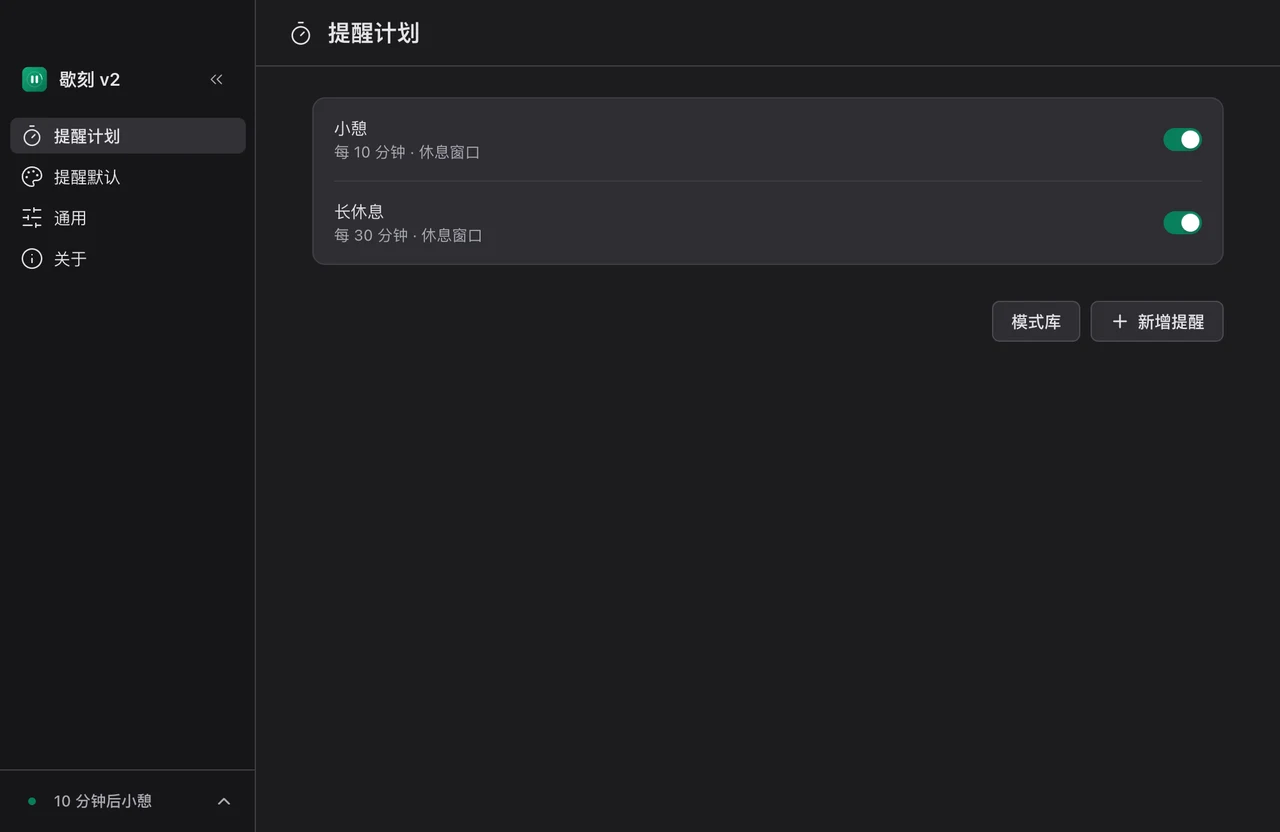 歇刻 v2
提醒计划
提醒默认
通用
关于
10 分钟后小憩
提醒计划
小憩
每 10 分钟 · 休息窗口
长休息
每 30 分钟 · 休息窗口
模式库
新增提醒